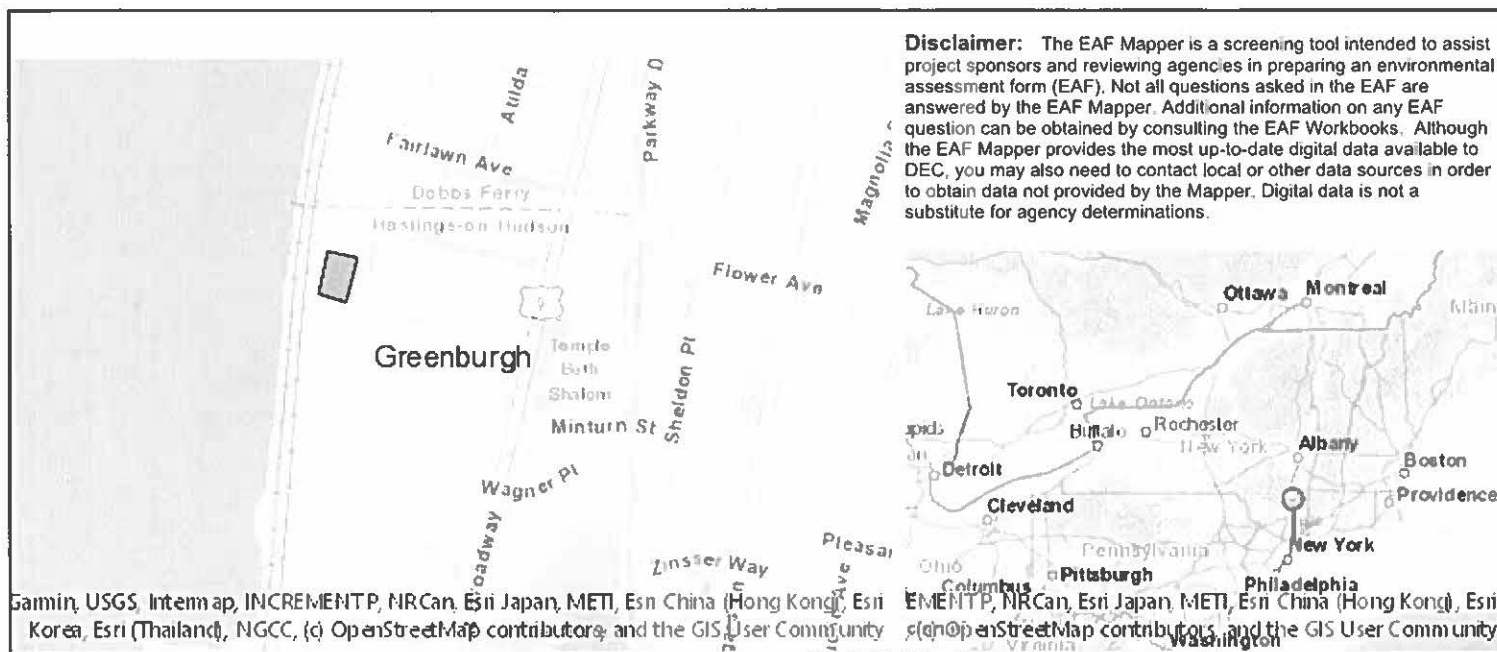 Disclaimer: The EAF Mapper is a screening tool intended to assist
project sponsors and reviewing agencies in preparing an environmental
assessment form (EAF). Not all questions asked in the EAF are
answered by the EAF Mapper. Additional information on any EAF
question can be obtained by consulting the EAF Workbooks. Although
the EAF Mapper provides the most up-to-date digital data available to
DEC, you may also need to contact local or other data sources in order
to obtain data not provided by the Mapper. Digital data is not a
substitute for agency determinations.
Atilda
Parkway D
Fairlawn Ave
Dobbs Ferry
Hastings-on Hudson
Magnolia
Flower Ave
9
Greenburgh
Temple
Beth
Shalom
Sheldon Pl
Minturn St
Wagner Pl
Broadway
Zinsser Way
Pleasa
Ave
Garmin, USGS, Intermap, INCREMENT P, NRCan, Esri Japan, METI, Esri China (Hong Kong), Esri
Korea, Esri (Thailand), NGCC, (c) OpenStreetMap contributors, and the GIS User Community
Ottawa
Montreal
Main
Lake Huron
Toronto
Lake Ontario
apids
Buffalo
Rochester
New York
Albany
Detroit
Boston
Providence
Cleveland
New York
Pennsylvania
Ohio
Columbus
Pittsburgh
Philadelphia
EMENT P, NRCan, Esri Japan, METI, Esri China (Hong Kong), Esri
(c) OpenStreetMap contributors, and the GIS User Community
Virginia
Washington